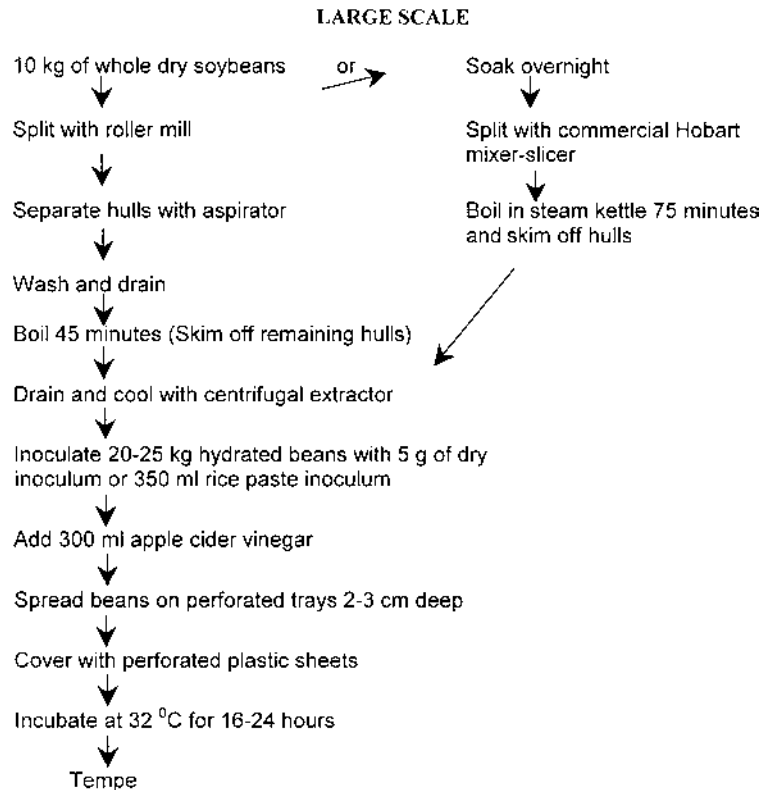 LARGE SCALE
10 kg of whole dry soybeans or Soak overnight
Split with roller mill
Split with commercial Hobart
mixer-slicer
Separate hulls with aspirator
Boil in steam kettle 75 minutes
and skim off hulls
Wash and drain
Boil 45 minutes (Skim off remaining hulls)
Drain and cool with centrifugal extractor
Inoculate 20-25 kg hydrated beans with 5 g of dry
inoculum or 350 ml rice paste inoculum
Add 300 ml apple cider vinegar
Spread beans on perforated trays 2-3 cm deep
Cover with perforated plastic sheets
Incubate at 32 ⁰C for 16-24 hours
Tempe